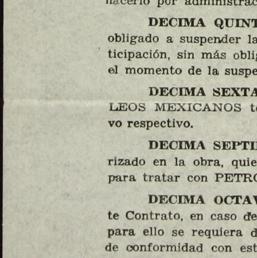 hacerlo por administrac
DECIMA QUINT
obligado a suspender la
ticipación, sin más oblig
el momento de la suspe
DECIMO SEXTA
LEOS MEXICANOS t
vo respectivo.
DECIMA SEPTI
rizado en la obra, quie
para tratar con PETRO
DECIMA OCTAV
te Contrato, en caso de
para ello se requiera d
de conformidad con est